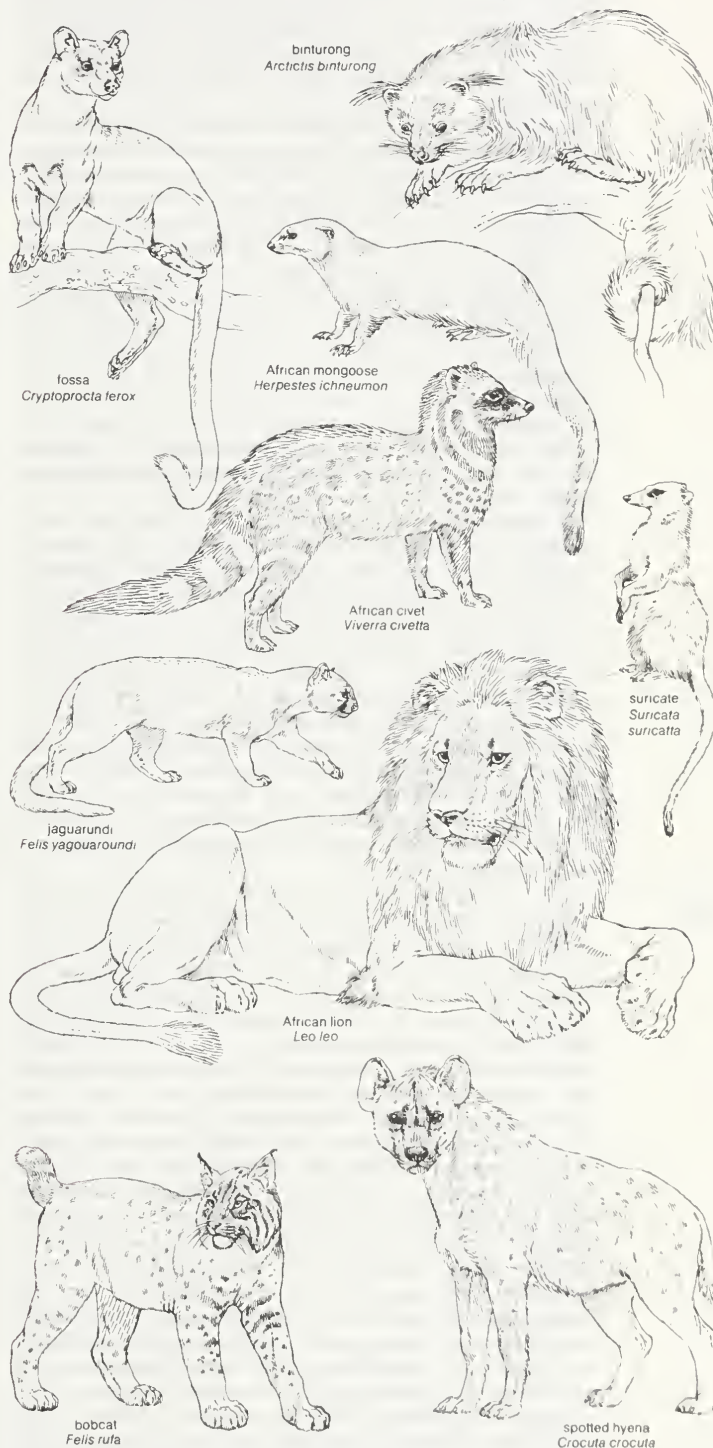 binturong
Arctictis binturong
fossa
Cryptoprocta ferox
African mongoose
Herpestes ichneumon
African civet
Viverra civetta
suricate
Suricata
suricatta
jaguarundi
Felis yagouaroundi
African lion
Leo leo
bobcat
Felis rufa
spotted hyena
Crocuta crocuta